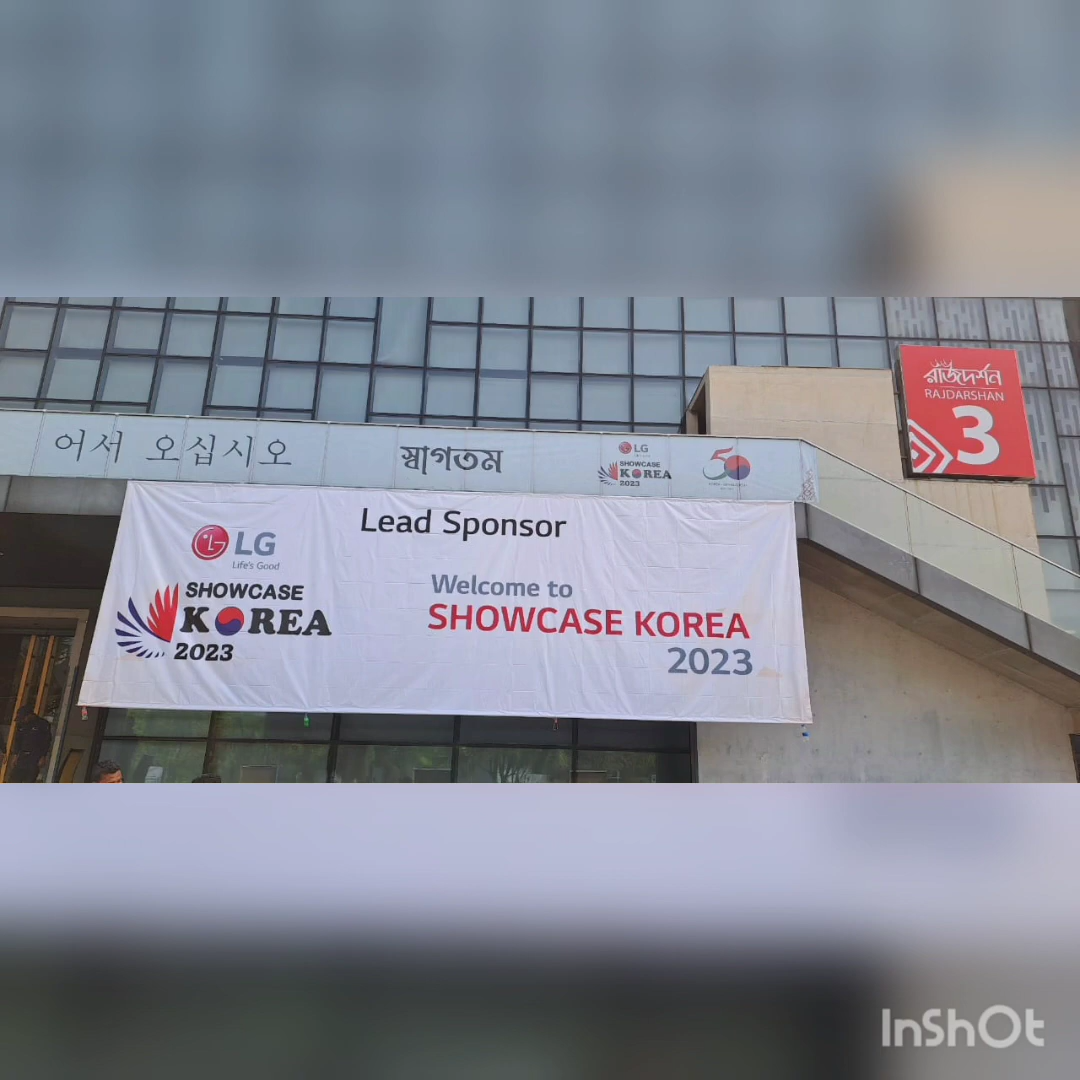 রাজদর্শন
RAJDARSHAN
3
어서 오십시오
স্বাগতম
LG
SHOWCASE
KOREA
2023
50
Lead Sponsor
LG
Life's Good
SHOWCASE
KOREA
2023
Welcome to
SHOWCASE KOREA
2023
InShOt